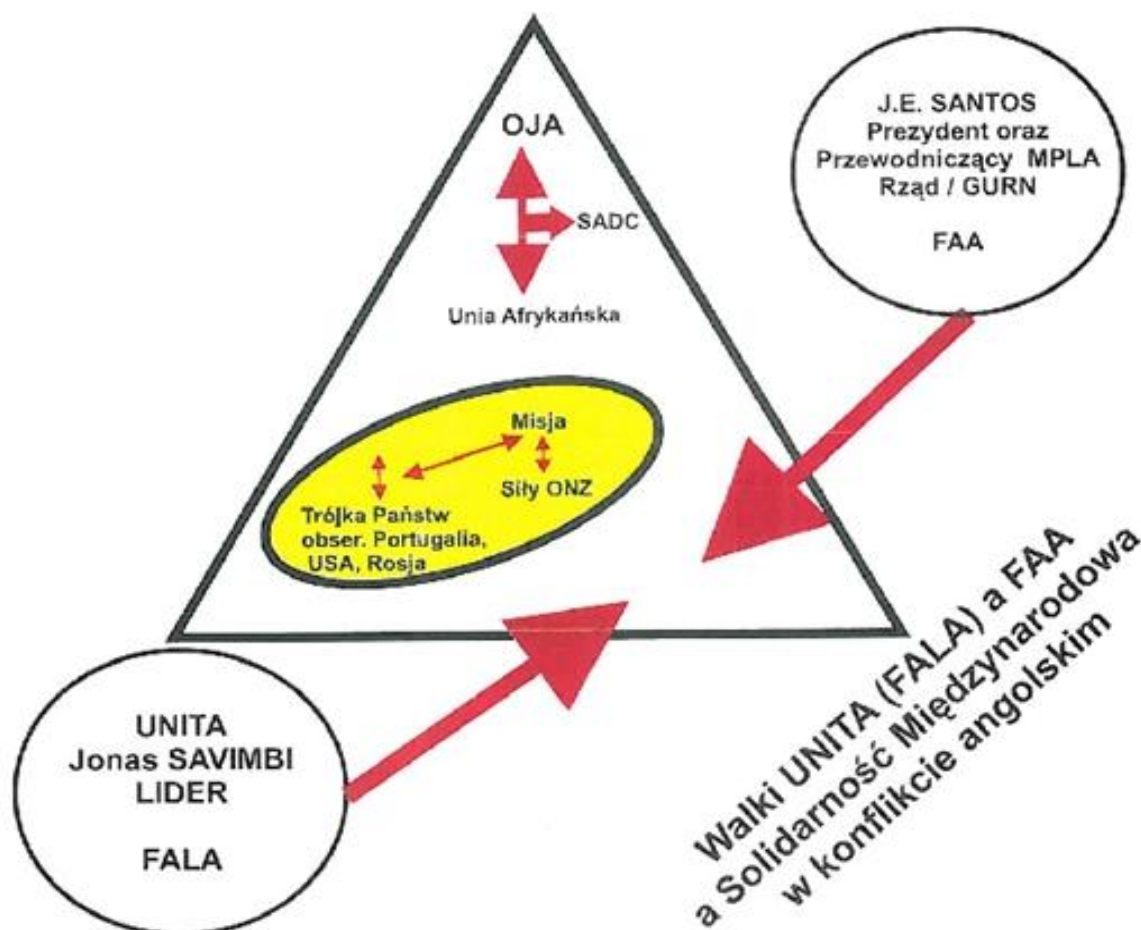 OJA
SADC
Unia Afrykańska
J.E. SANTOS
Prezydent oraz
Przewodniczący MPLA
Rząd / GURN
FAA
Misja
Siły ONZ
Trójka Państw
obser. Portugalia,
USA, Rosja
UNITA
Jonas SAVIMBI
LIDER
FALA
Walki UNITA (FALA) a FAA
a Solidarność Międzynarodowa
w konflikcie angolskim